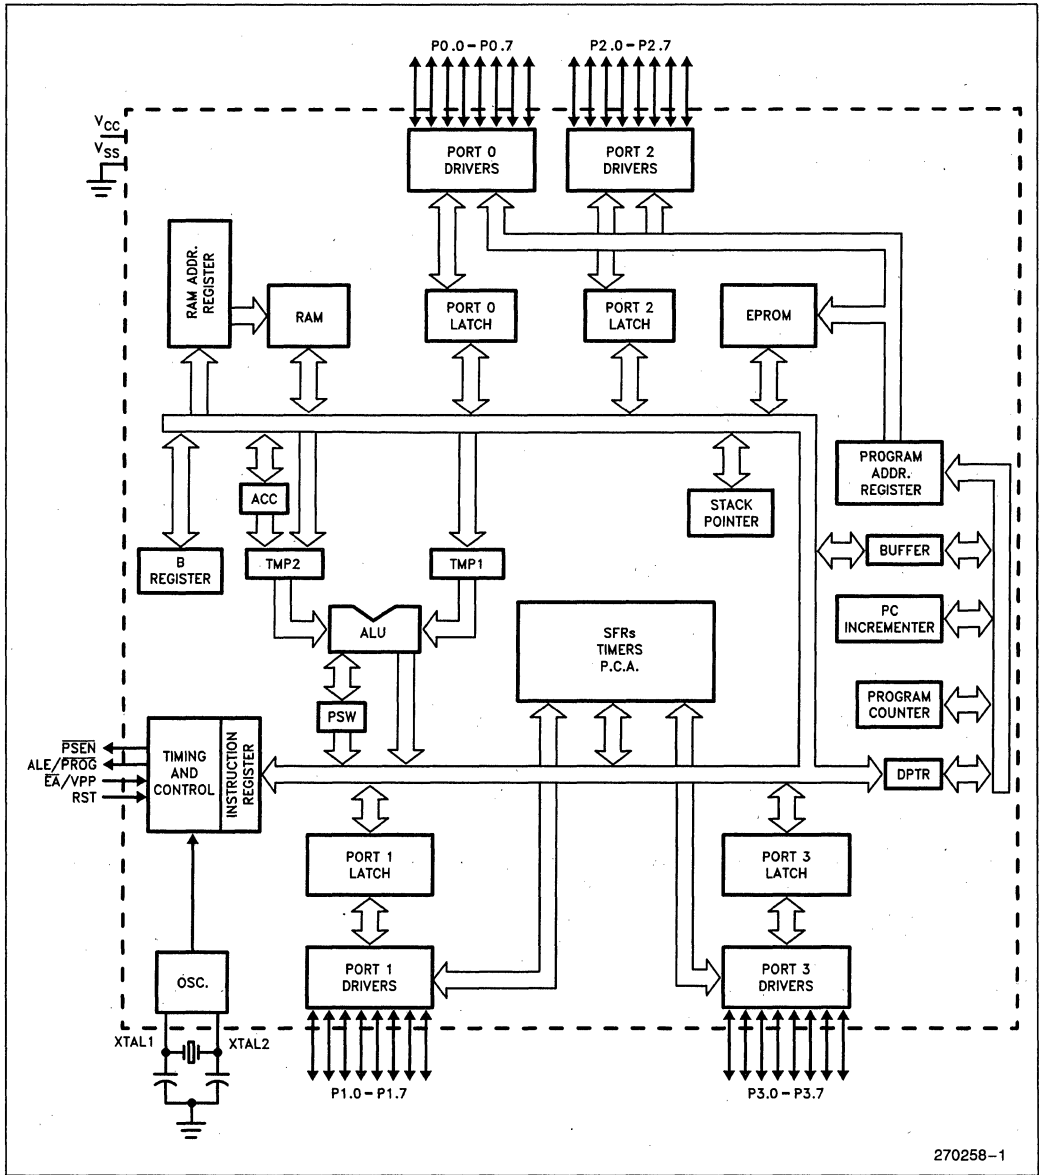 P0.0–P0.7
P2.0–P2.7
VCC
VSS
PORT 0
DRIVERS
PORT 2
DRIVERS
RAM ADDR.
REGISTER
RAM
PORT 0
LATCH
PORT 2
LATCH
EPROM
ACC
STACK
POINTER
PROGRAM
ADDR.
REGISTER
B
REGISTER
TMP2
TMP1
BUFFER
ALU
SFRs
TIMERS
P.C.A.
PC
INCREMENTER
PSW
PROGRAM
COUNTER
PSEN
ALE/PROG
EA/VPP
RST
TIMING
AND
CONTROL
INSTRUCTION
REGISTER
DPTR
PORT 1
LATCH
PORT 3
LATCH
OSC.
PORT 1
DRIVERS
PORT 3
DRIVERS
XTAL1
XTAL2
P1.0–P1.7
P3.0–P3.7
270258–1